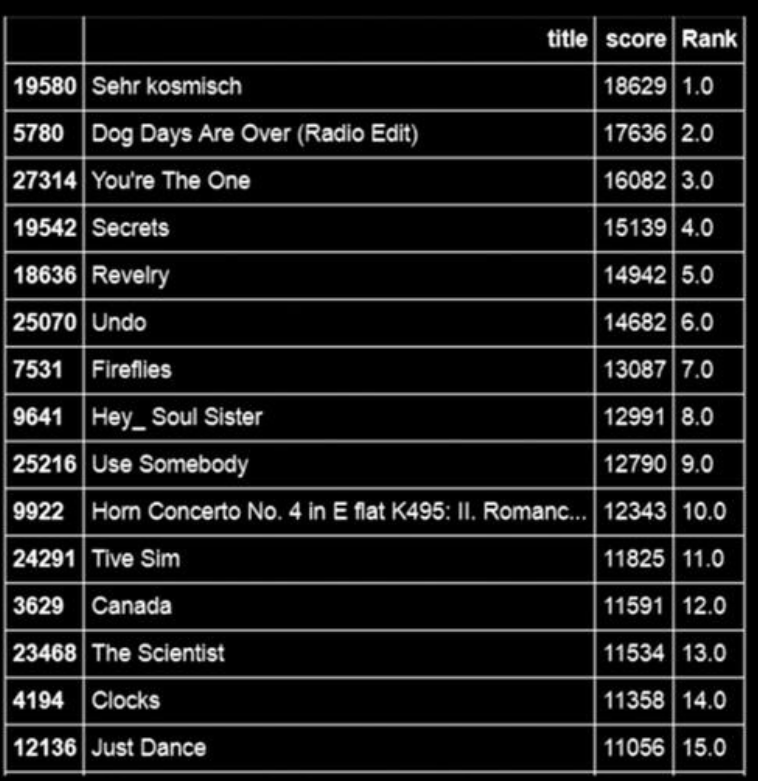 title score Rank
19580 Sehr kosmisch 18629 1.0
5780 Dog Days Are Over (Radio Edit) 17636 2.0
27314 You're The One 16082 3.0
19542 Secrets 15139 4.0
18636 Revelry 14942 5.0
25070 Undo 14682 6.0
7531 Fireflies 13087 7.0
9641 Hey_ Soul Sister 12991 8.0
25216 Use Somebody 12790 9.0
9922 Horn Concerto No. 4 in E flat K495: II. Romanc... 12343 10.0
24291 Tive Sim 11825 11.0
3629 Canada 11591 12.0
23468 The Scientist 11534 13.0
4194 Clocks 11358 14.0
12136 Just Dance 11056 15.0